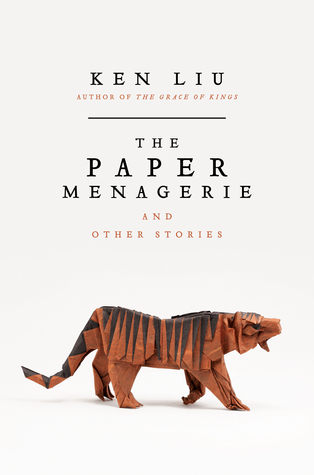 KEN LIU
AUTHOR OF THE GRACE OF KINGS
THE
PAPER
MENAGERIE
AND
OTHER STORIES